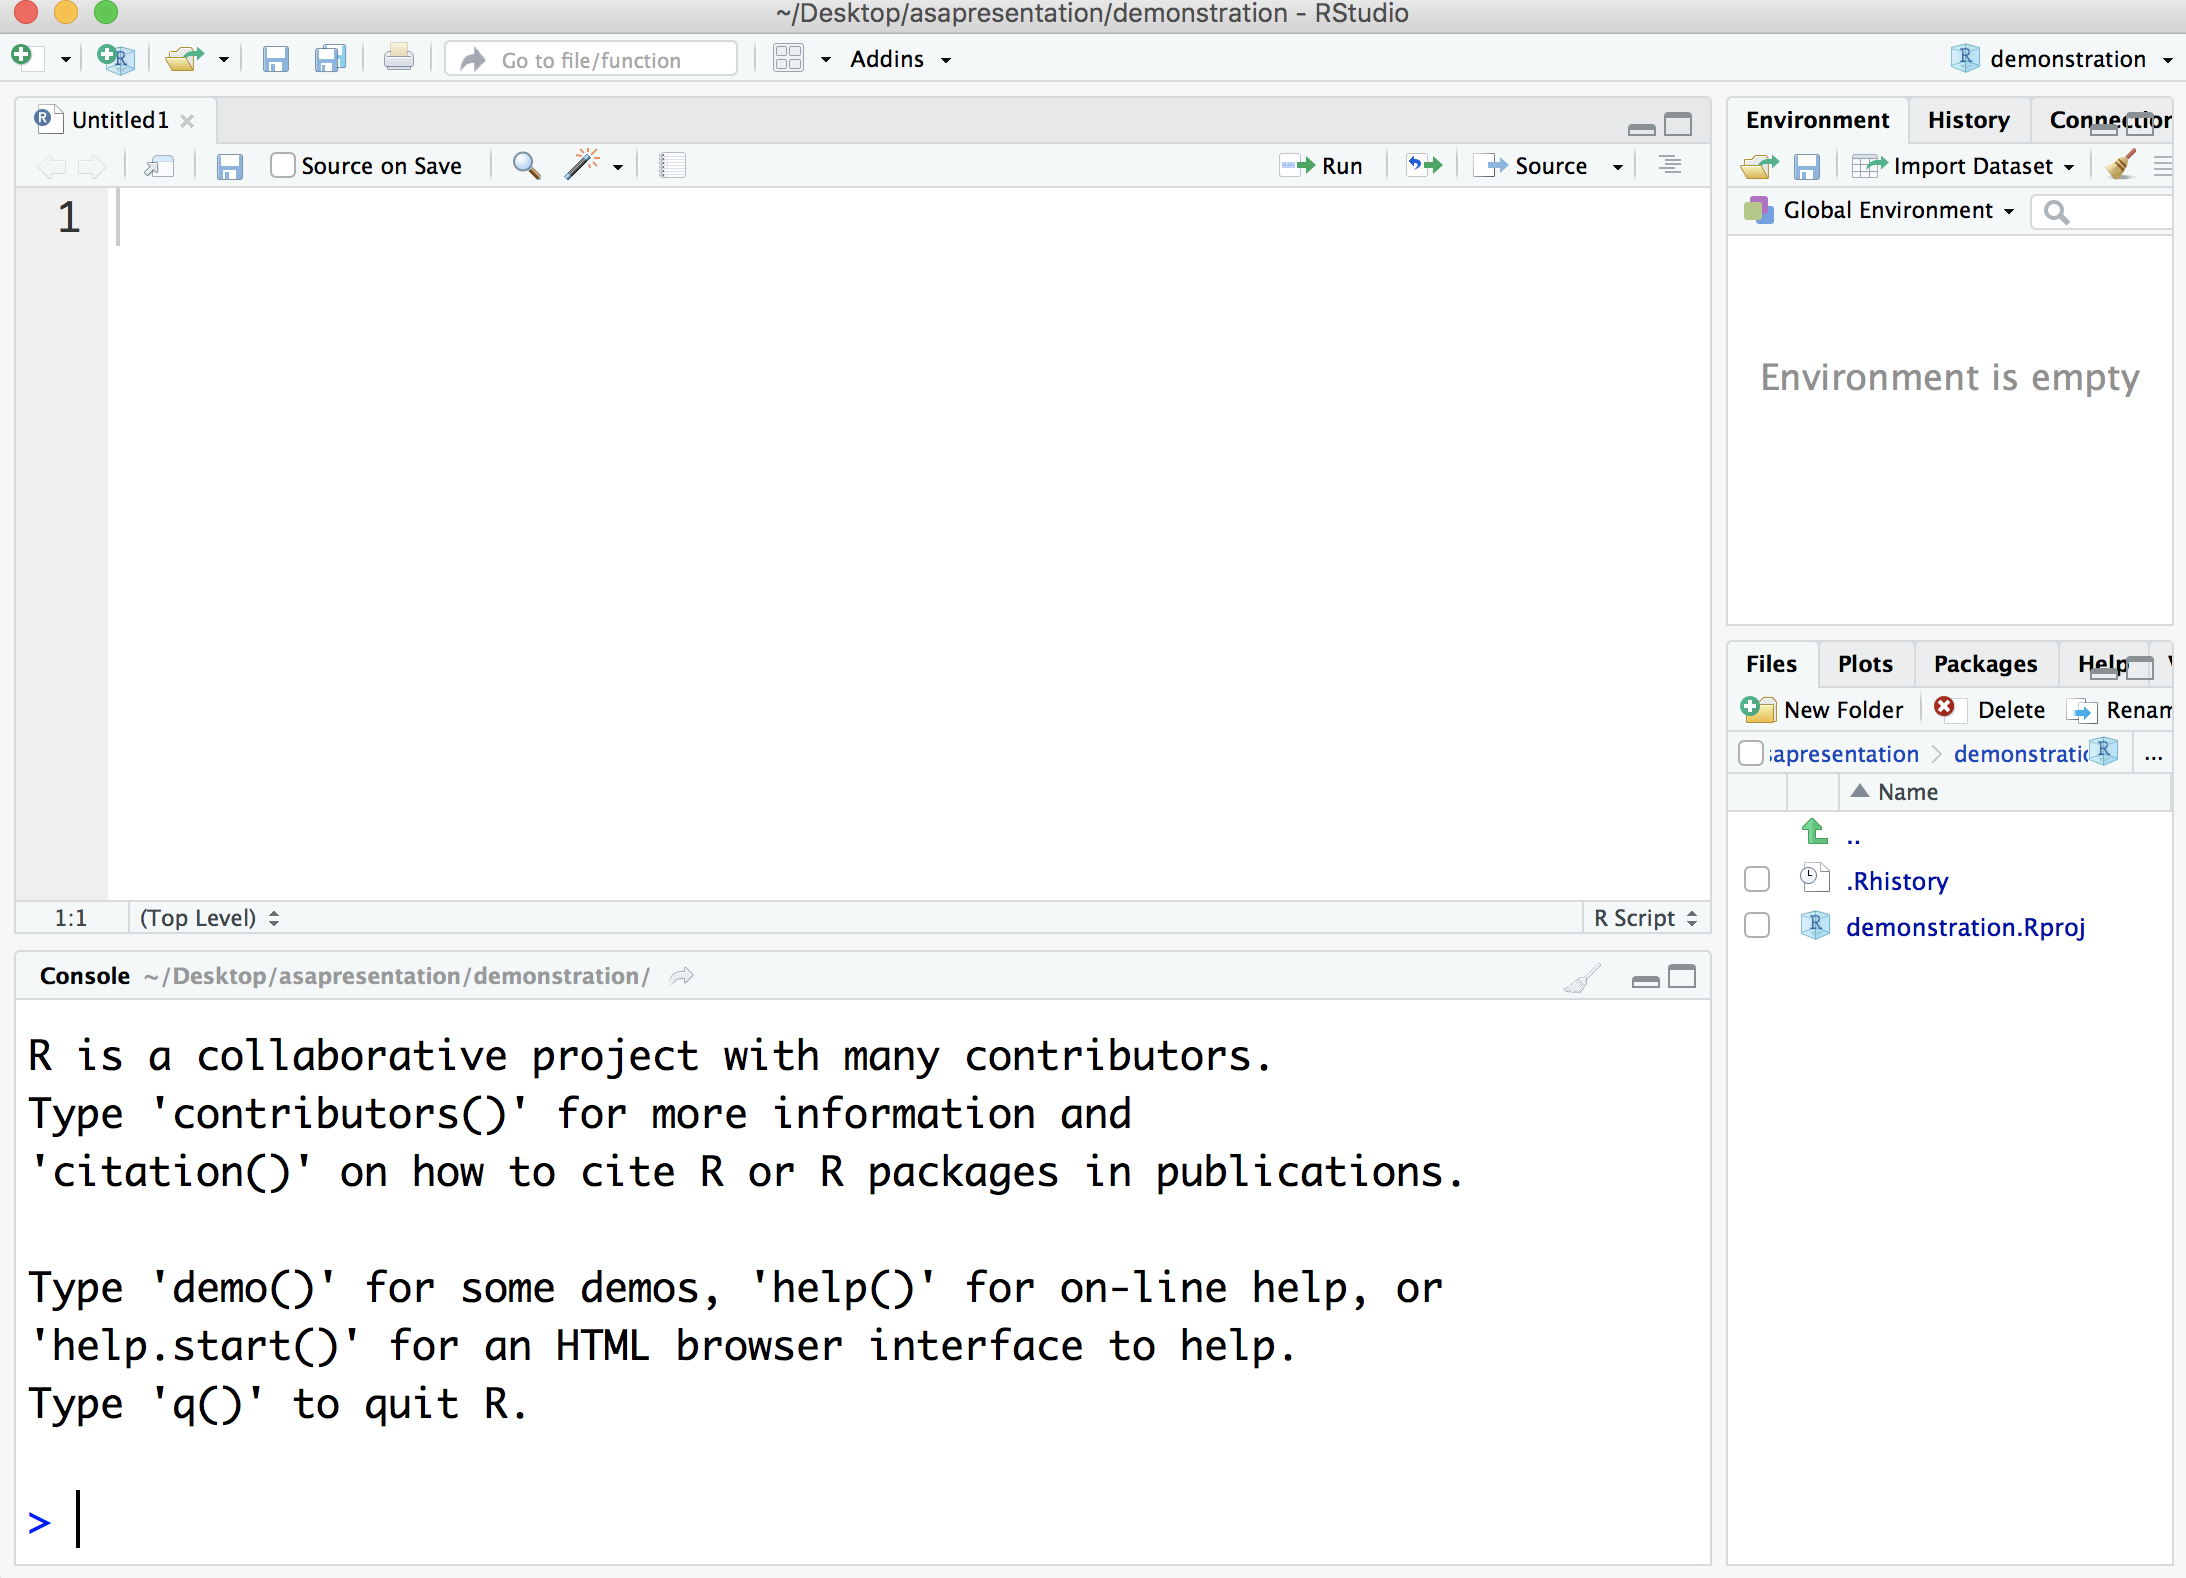 ~/Desktop/asapresentation/demonstration - RStudio
Go to file/function
Addins
demonstration
Untitled1
Source on Save
Run
Source
1
1:1
(Top Level)
R Script
Console ~/Desktop/asapresentation/demonstration/
R is a collaborative project with many contributors.
Type 'contributors()' for more information and
'citation()' on how to cite R or R packages in publications.
Type 'demo()' for some demos, 'help()' for on-line help, or
'help.start()' for an HTML browser interface to help.
Type 'q()' to quit R.
>
Environment
History
Connection
Import Dataset
Global Environment
Environment is empty
Files
Plots
Packages
Help
New Folder
Delete
Renam
sapresentation
demonstratic
...
Name
..
.Rhistory
demonstration.Rproj